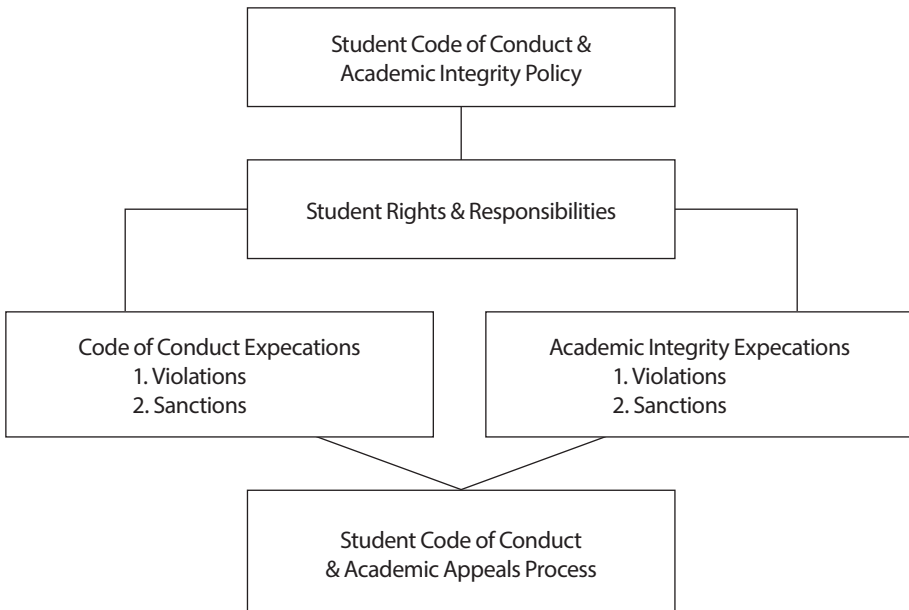 Student Code of Conduct &
Academic Integrity Policy
Student Rights & Responsibilities
Code of Conduct Expecations
1. Violations
2. Sanctions
Academic Integrity Expecations
1. Violations
2. Sanctions
Student Code of Conduct
& Academic Appeals Process